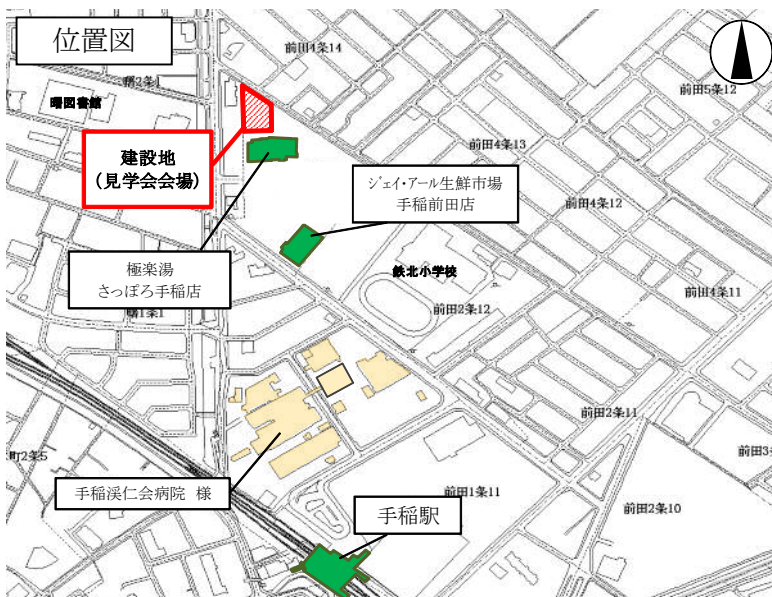 位置図
前田4条14
曙2条1
前田5条12
曙図書館
前田4条13
建設地
(見学会会場)
ジェイ・アール生鮮市場
手稲前田店
前田4条12
鉄北小学校
極楽湯
さっぽろ手稲店
前田4条11
曙1条1
前田2条12
前田2条11
町2条5
前田3条
手稲渓仁会病院 様
前田1条11
前田2条10
手稲駅